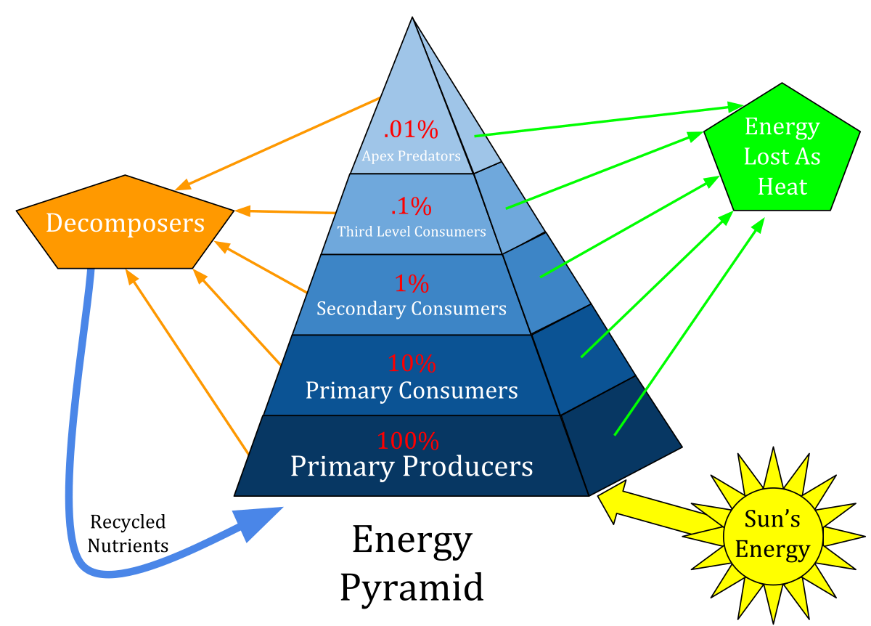 .01%
Apex Predators
.1%
Third Level Consumers
1%
Secondary Consumers
10%
Primary Consumers
100%
Primary Producers
Decomposers
Energy
Lost As
Heat
Recycled
Nutrients
Energy
Pyramid
Sun's
Energy